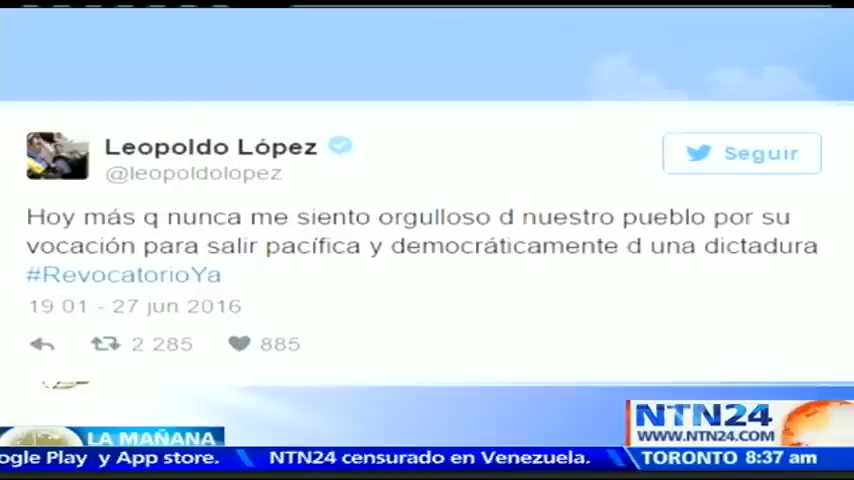 Leopoldo López
@leopoldolopez
Seguir
Hoy más q nunca me siento orgulloso d nuestro pueblo por su
vocación para salir pacífica y democráticamente d una dictadura
#RevocatorioYa
19 01 - 27 jun 2016
2 285
885
NTN24
WWW.NTN24.COM
LA MAÑANA
ogle Play y App store.
NTN24 censurado en Venezuela.
TORONTO 8:37 am